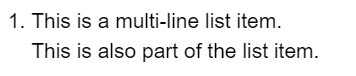 1. This is a multi-line list item.
This is also part of the list item.